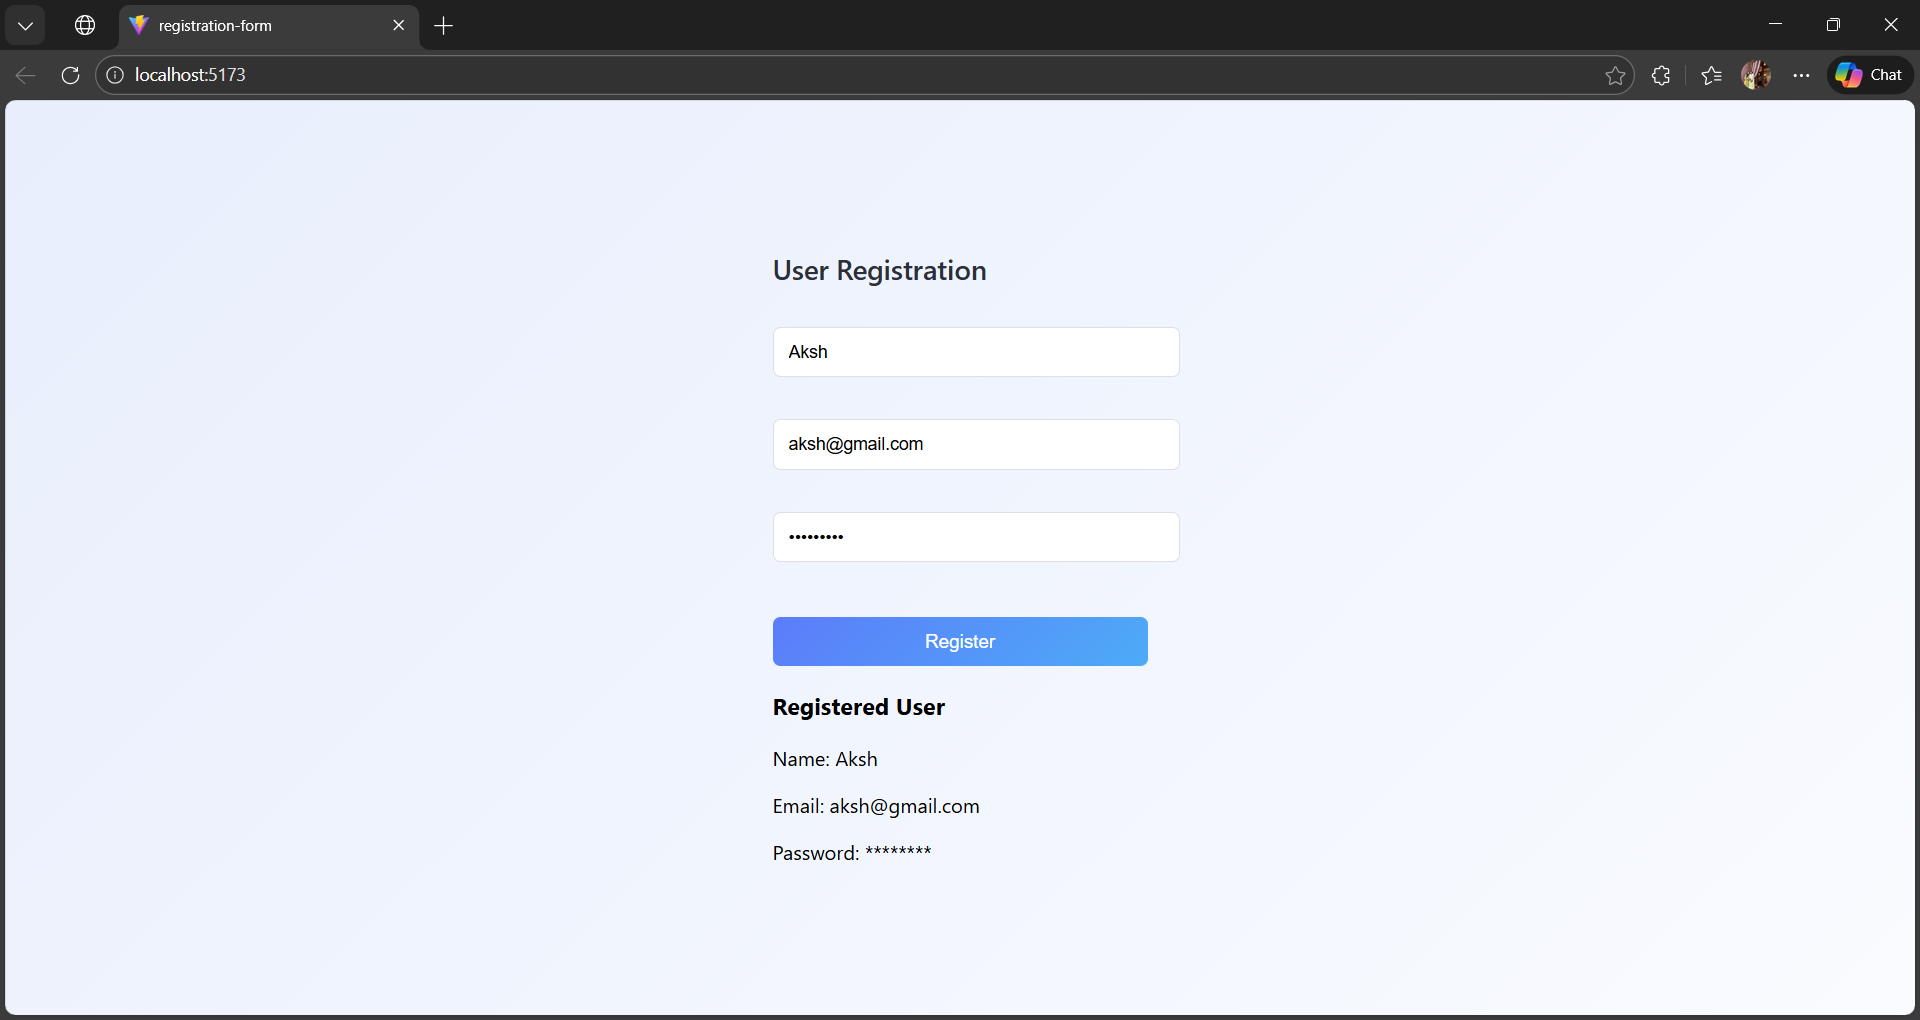 registration-form
localhost:5173
Chat
User Registration
Aksh
aksh@gmail.com
•••••••••
Register
Registered User
Name: Aksh
Email: aksh@gmail.com
Password: ********